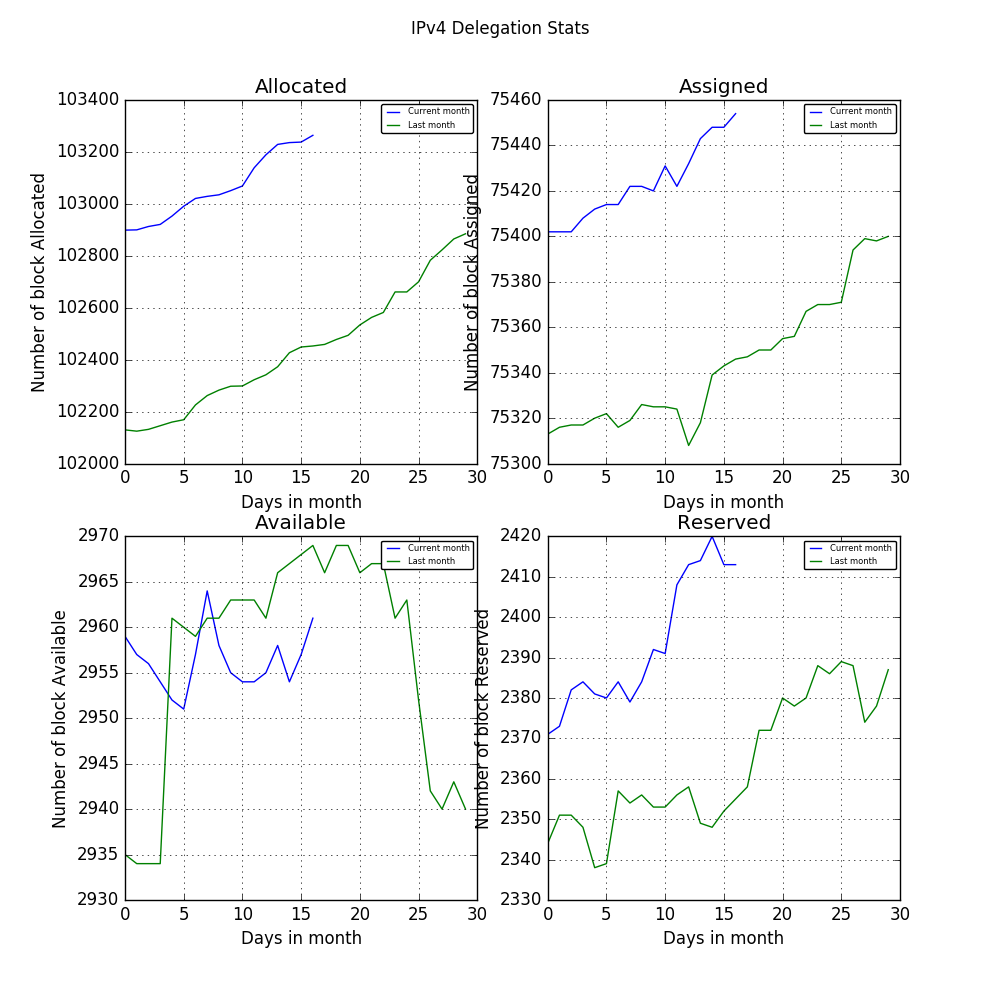 IPv4 Delegation Stats
Allocated
Number of block Allocated
103400
103200
103000
102800
102600
102400
102200
102000
Current month
Last month
0 5 10 15 20 25 30
Days in month
Assigned
Number of block Assigned
75460
75440
75420
75400
75380
75360
75340
75320
75300
Current month
Last month
0 5 10 15 20 25 30
Days in month
Available
Number of block Available
2970
2965
2960
2955
2950
2945
2940
2935
2930
Current month
Last month
0 5 10 15 20 25 30
Days in month
Reserved
Number of block Reserved
2420
2410
2400
2390
2380
2370
2360
2350
2340
2330
Current month
Last month
0 5 10 15 20 25 30
Days in month